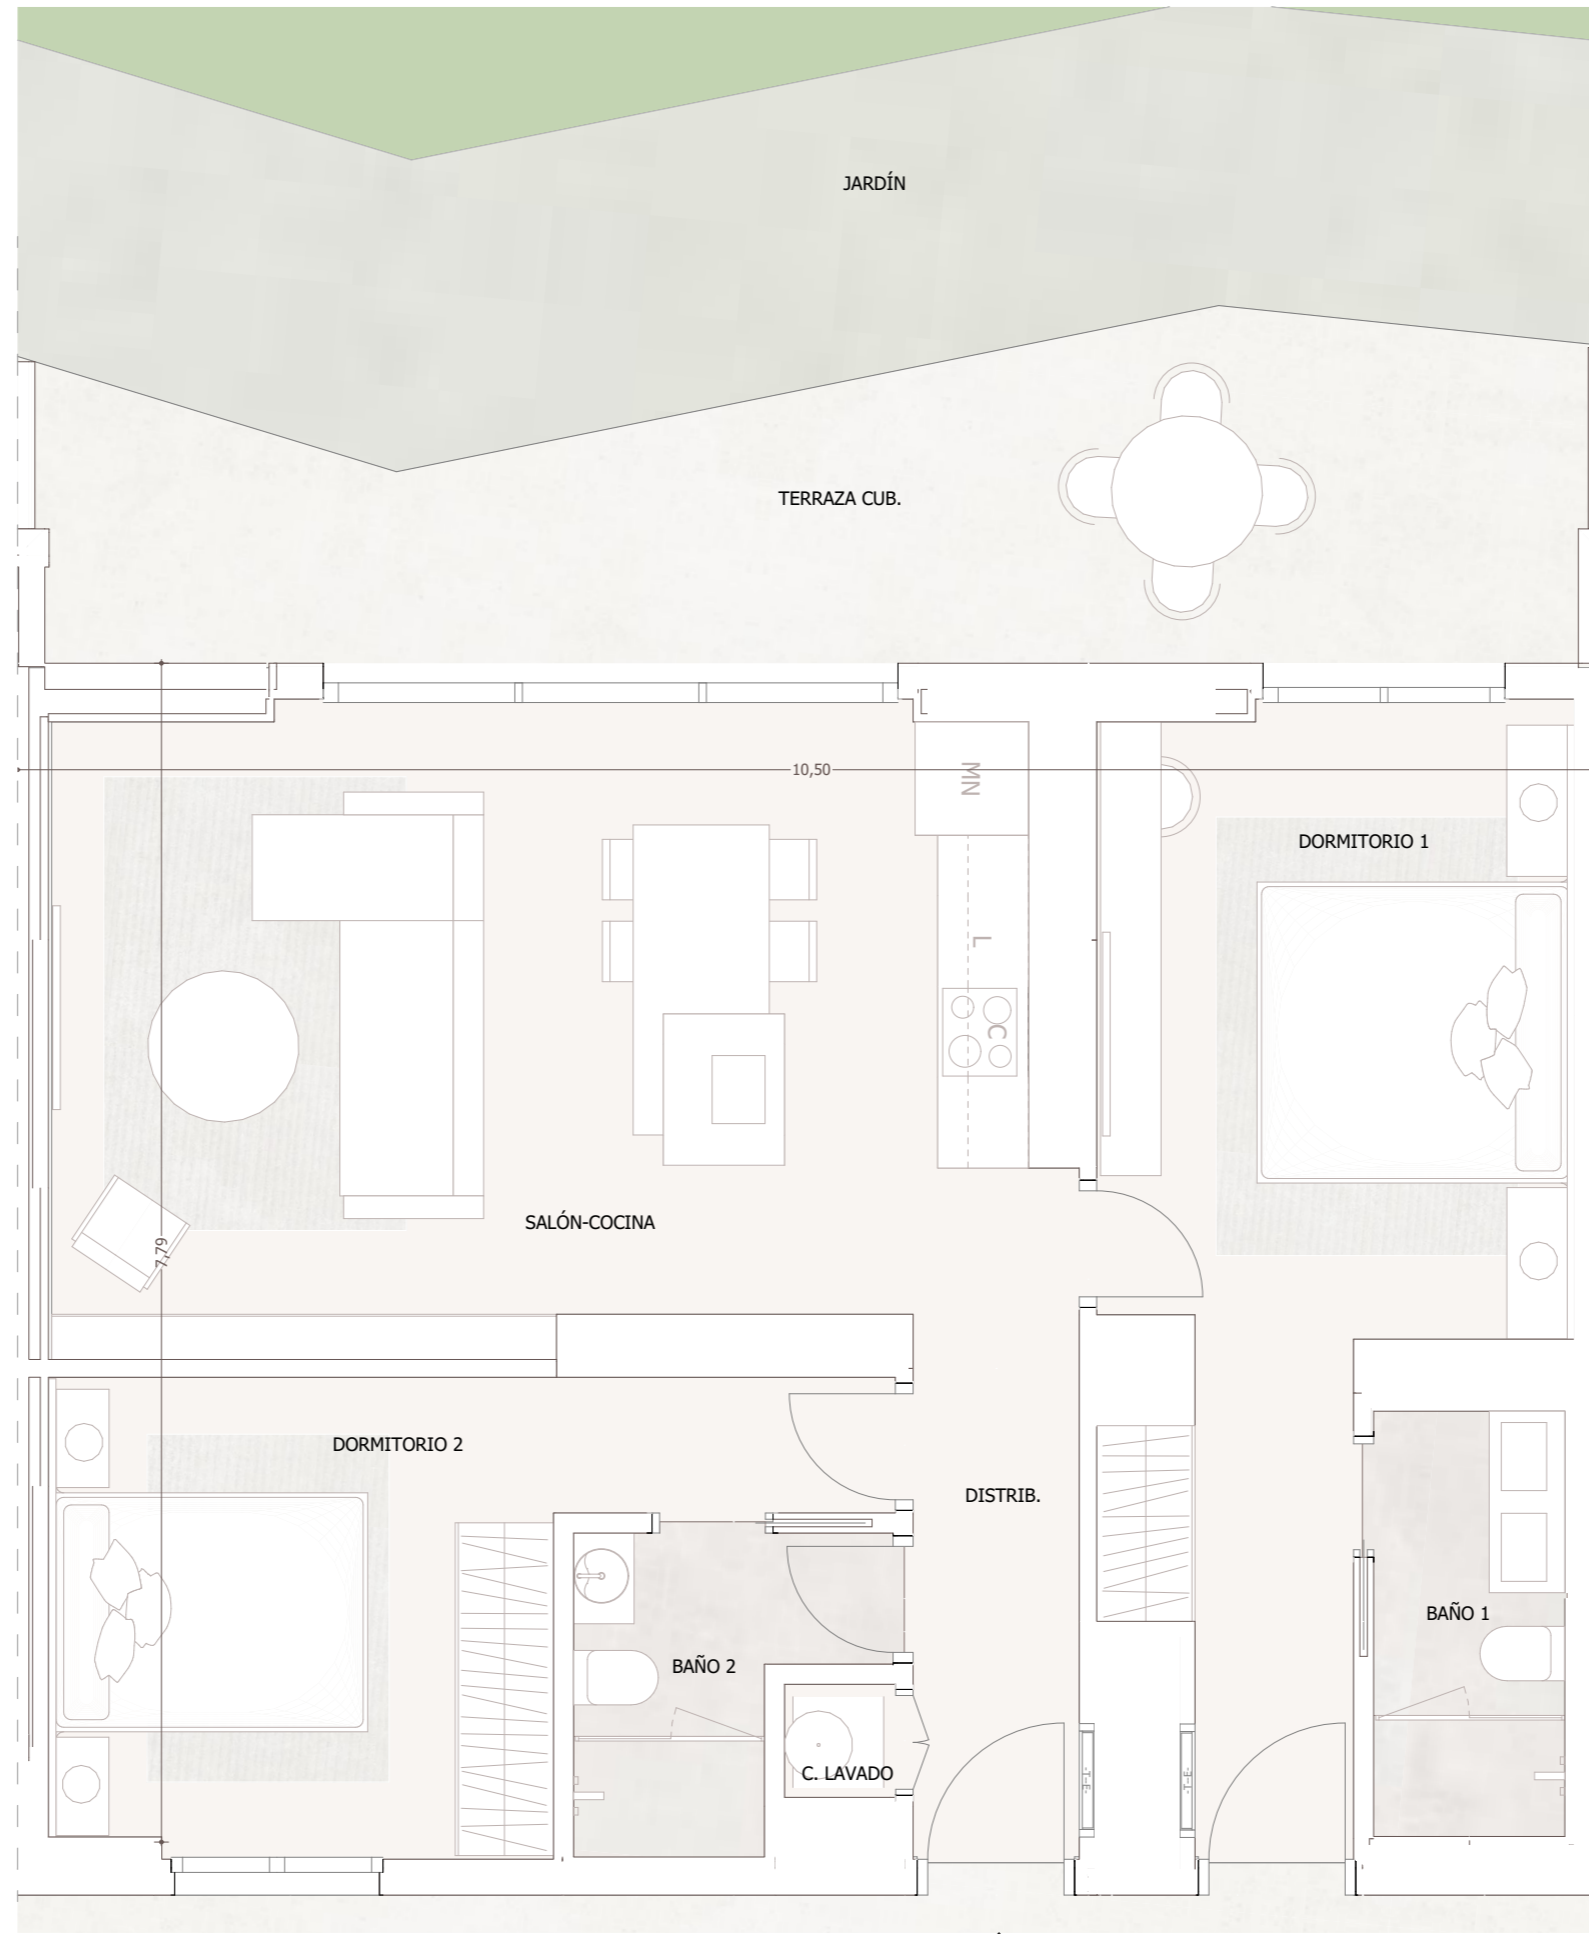 JARDÍN
TERRAZA CUB.
10,50
MN
DORMITORIO 1
L
C
SALÓN-COCINA
7,79
DORMITORIO 2
DISTRIB.
BAÑO 1
BAÑO 2
C. LAVADO
-T-E-
-T-E-